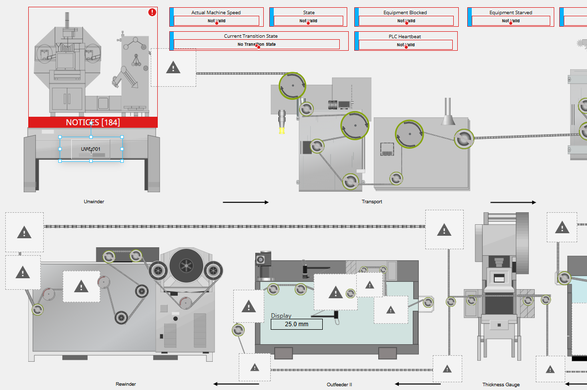 Actual Machine Speed
Not Valid
State
Not Valid
Equipment Blocked
Not Valid
Equipment Starved
Not Valid
Current Transition State
No Transition State
PLC Heartbeat
Not Valid
NOTICES [184]
Unwinder
Transport
Display
25.0 mm
Rewinder
Outfeeder II
Thickness Gauge